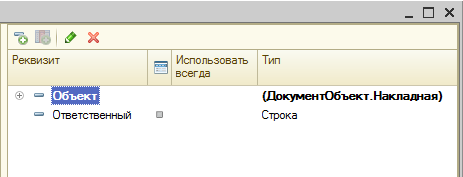 Реквизит Использовать всегда Тип
Объект (ДокументОбъект.Накладная)
Ответственный Строка